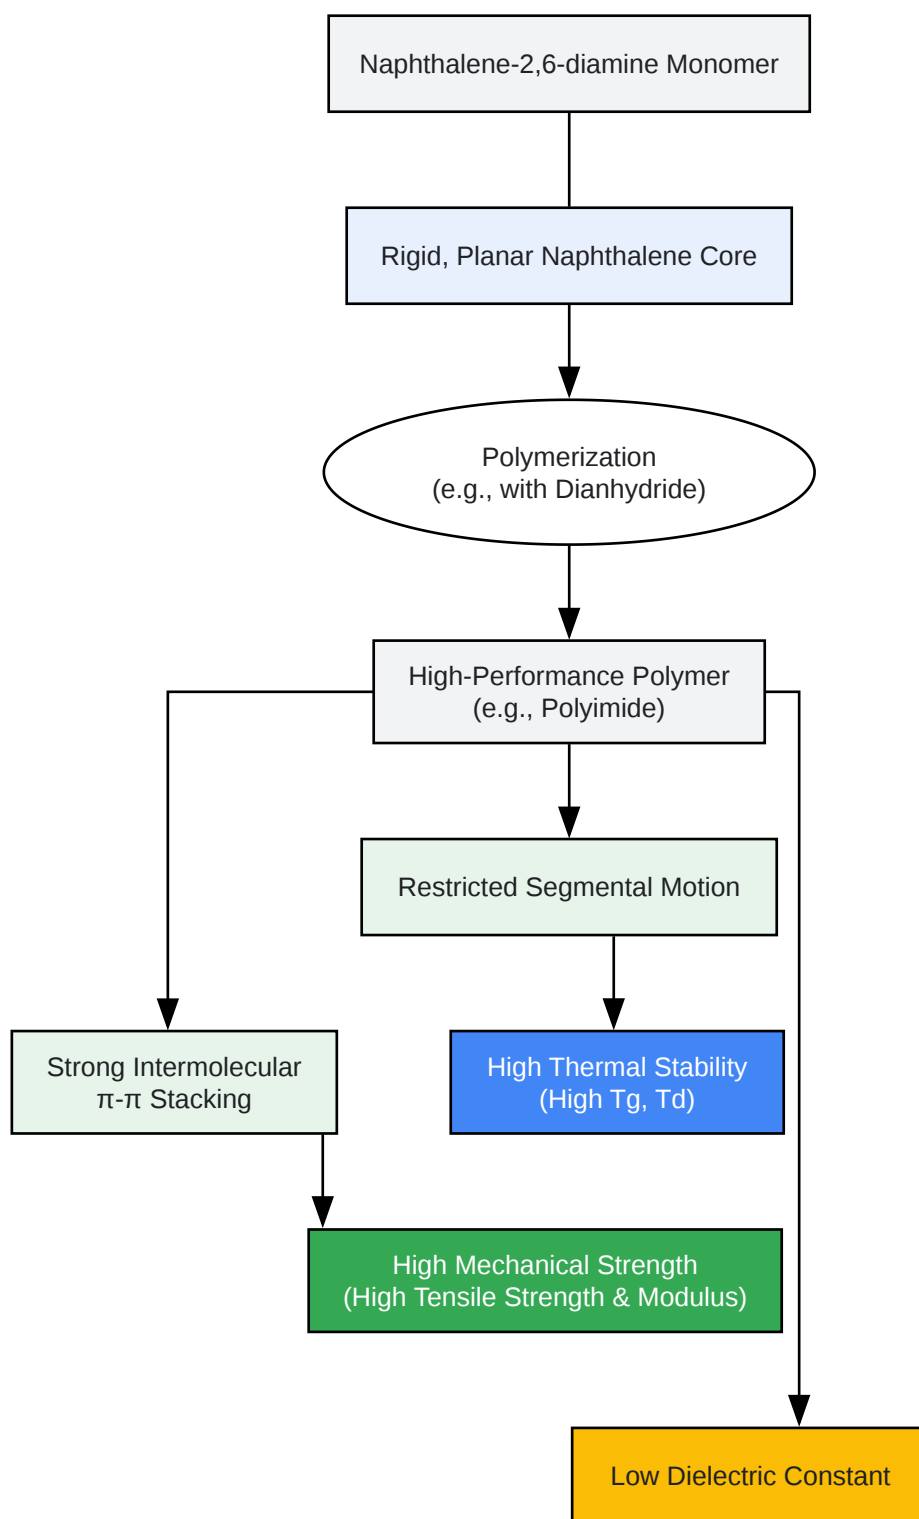 Naphthalene-2,6-diamine Monomer
Rigid, Planar Naphthalene Core
Polymerization
(e.g., with Dianhydride)
High-Performance Polymer
(e.g., Polyimide)
Restricted Segmental Motion
Strong Intermolecular
π-π Stacking
High Thermal Stability
(High Tg, Td)
High Mechanical Strength
(High Tensile Strength & Modulus)
Low Dielectric Constant